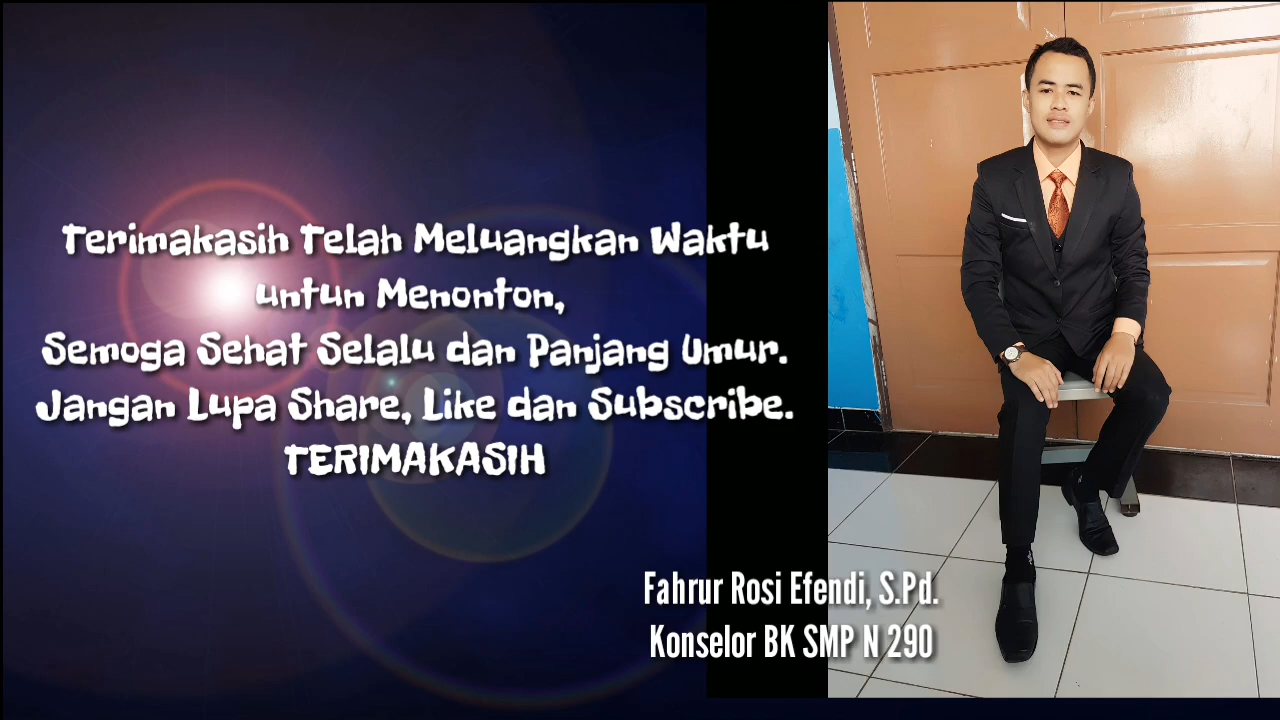 Terimakasih Telah Meluangkan Waktu
untun Menonton,
Semoga Sehat Selalu dan Panjang Umur.
Jangan Lupa Share, Like dan Subscribe.
TERIMAKASIH
Fahrur Rosi Efendi, S.Pd.
Konselor BK SMP N 290